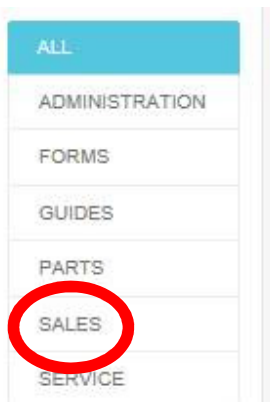 ALL
ADMINISTRATION
FORMS
GUIDES
PARTS
SALES
SERVICE